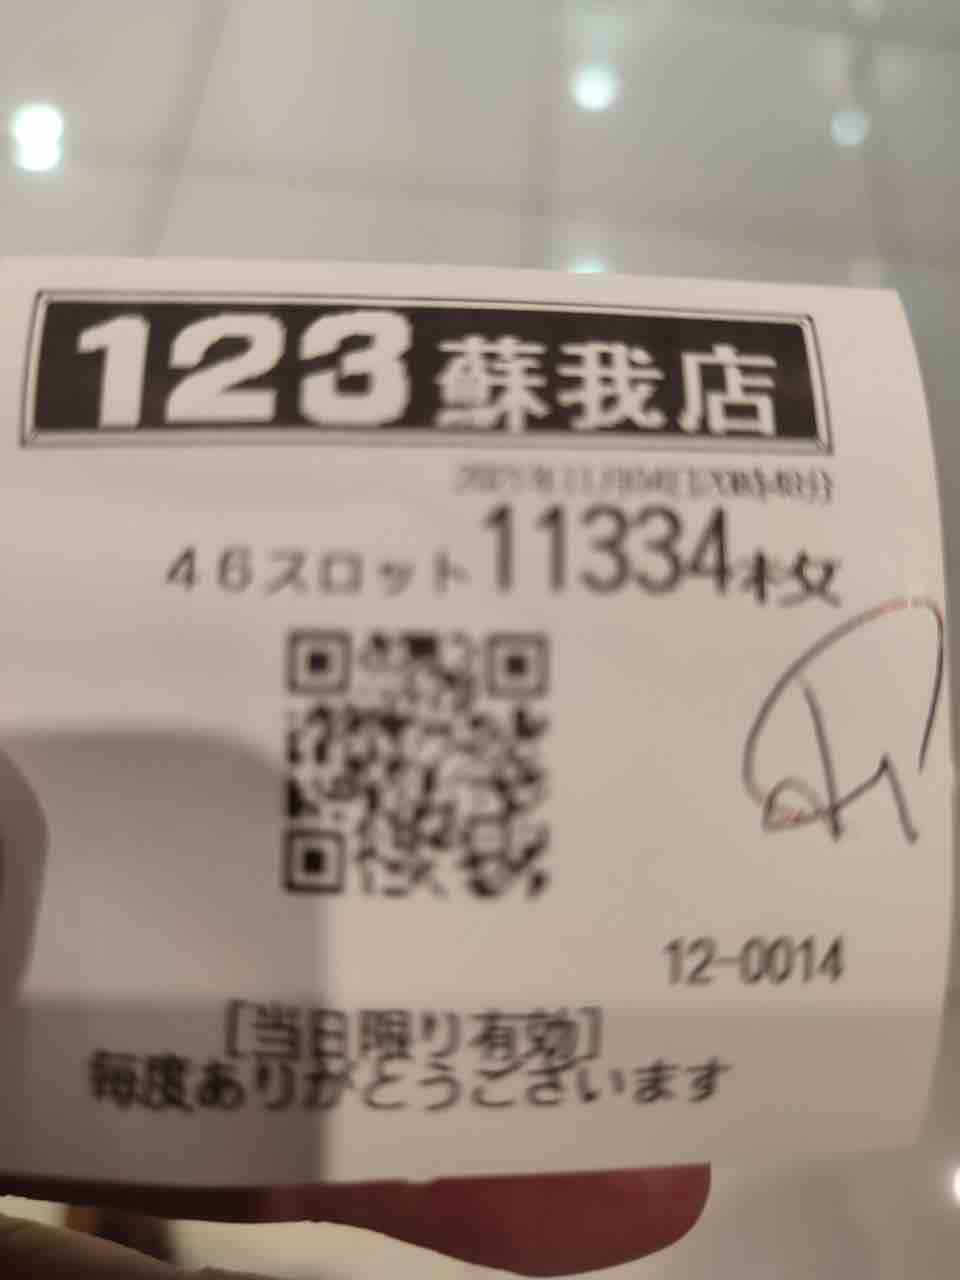 123 蘇我店
46スロット 11334枚
12-0014
[当日限り有効]
毎度ありがとうございます